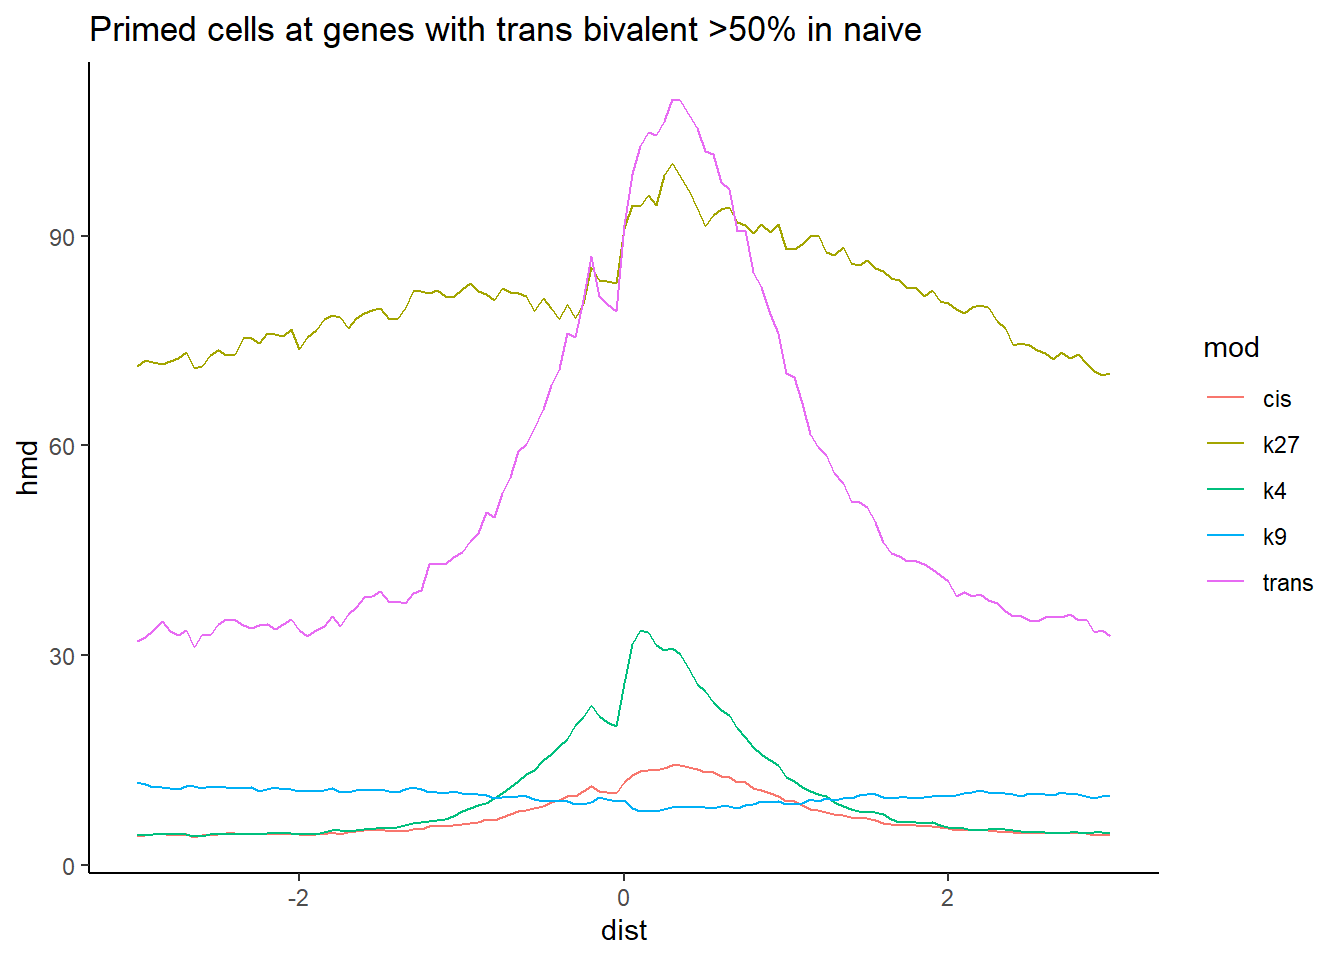 Primed cells at genes with trans bivalent >50% in naive
90
60
30
0
hmd
-2
0
2
dist
mod
cis
k27
k4
k9
trans